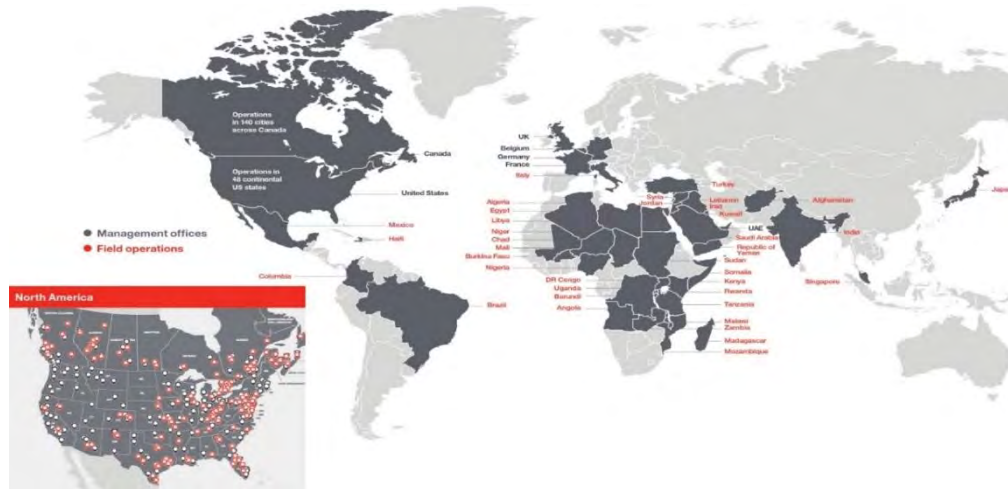 Operations
in 140 cities
across Canada
Operations in
48 continental
US states
Canada
United States
Mexico
Haiti
Colombia
Brazil
Management offices
Field operations
UK
Belgium
Germany
France
Italy
Algeria
Egypt
Libya
Niger
Chad
Mali
Burkina Faso
Nigeria
DR Congo
Uganda
Burundi
Angola
Turkey
Syria
Lebanon
Jordan
Iraq
Kuwait
Afghanistan
UAE
Saudi Arabia
Republic of
Yemen
India
Japa
Sudan
Somalia
Kenya
Rwanda
Tanzania
Singapore
Malawi
Zambia
Madagascar
Mozambique
North America